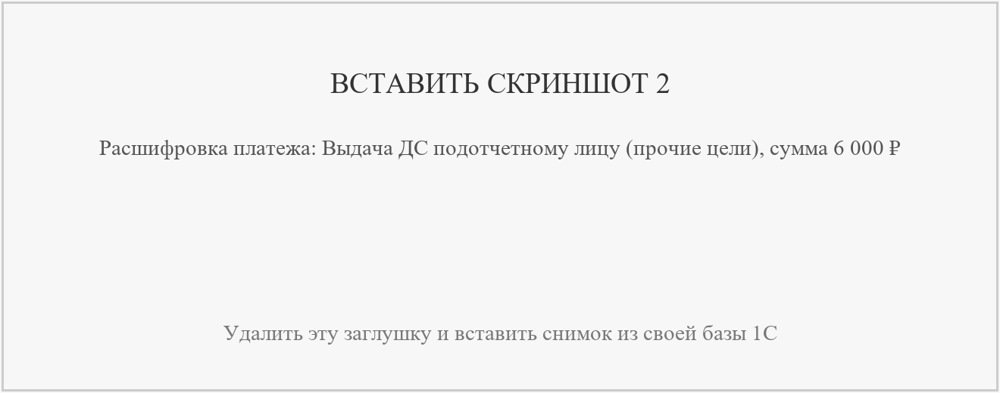 ВСТАВИТЬ СКРИНШОТ 2
Расшифровка платежа: Выдача ДС подотчетному лицу (прочие цели), сумма 6 000 ₽
Удалить эту заглушку и вставить снимок из своей базы 1С